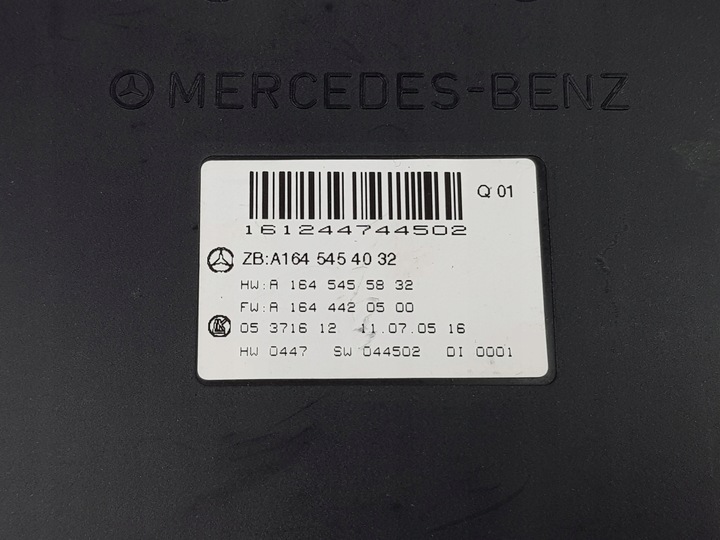 MERCEDES-BENZ
Q 01
161244744502
ZB:A164 545 40 32
HW:A 164 545 58 32
FW:A 164 442 05 00
05 3716 12 11.07.05 16
HW 0447 SW 044502 DI 0001